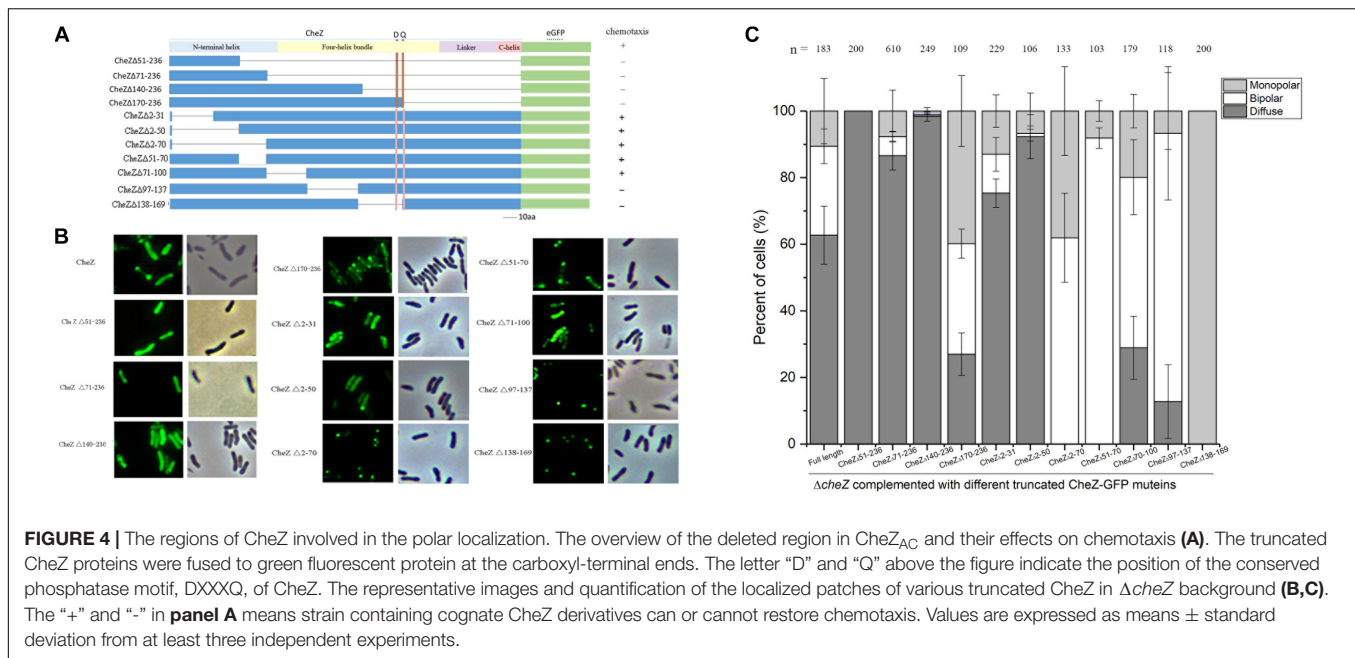 A
CheZ
D Q
eGFP
chemotaxis
N-terminal helix
Four-helix bundle
Linker
C-helix
+
CheZΔ51-236
–
CheZΔ71-236
–
CheZΔ140-236
–
CheZΔ170-236
–
CheZΔ2-31
+
CheZΔ2-50
+
CheZΔ2-70
+
CheZΔ51-70
+
CheZΔ71-100
+
CheZΔ97-137
–
CheZΔ138-169
–
10aa
B
CheZ
CheZ △51-236
CheZ △71-236
CheZ △140-236
CheZ △170-236
CheZ △2-31
CheZ △2-50
CheZ △2-70
CheZ △51-70
CheZ △71-100
CheZ △97-137
CheZ △138-169
C
n = 183 200 610 249 109 229 106 133 103 179 118 200
Monopolar
Bipolar
Diffuse
Percent of cells (%)
100
80
60
40
20
0
Full length
CheZ△51-236
CheZ△71-236
CheZ△140-236
CheZ△170-236
CheZ△2-31
CheZ△2-50
CheZ△2-70
CheZ△51-70
CheZ△70-100
CheZ△97-137
CheZ△138-169
ΔcheZ complemented with different truncated CheZ-GFP muteins
FIGURE 4 | The regions of CheZ involved in the polar localization. The overview of the deleted region in CheZAC and their effects on chemotaxis (A). The truncated
CheZ proteins were fused to green fluorescent protein at the carboxyl-terminal ends. The letter “D” and “Q” above the figure indicate the position of the conserved
phosphatase motif, DXXXQ, of CheZ. The representative images and quantification of the localized patches of various truncated CheZ in ΔcheZ background (B,C).
The “+” and “-” in panel A means strain containing cognate CheZ derivatives can or cannot restore chemotaxis. Values are expressed as means ± standard
deviation from at least three independent experiments.